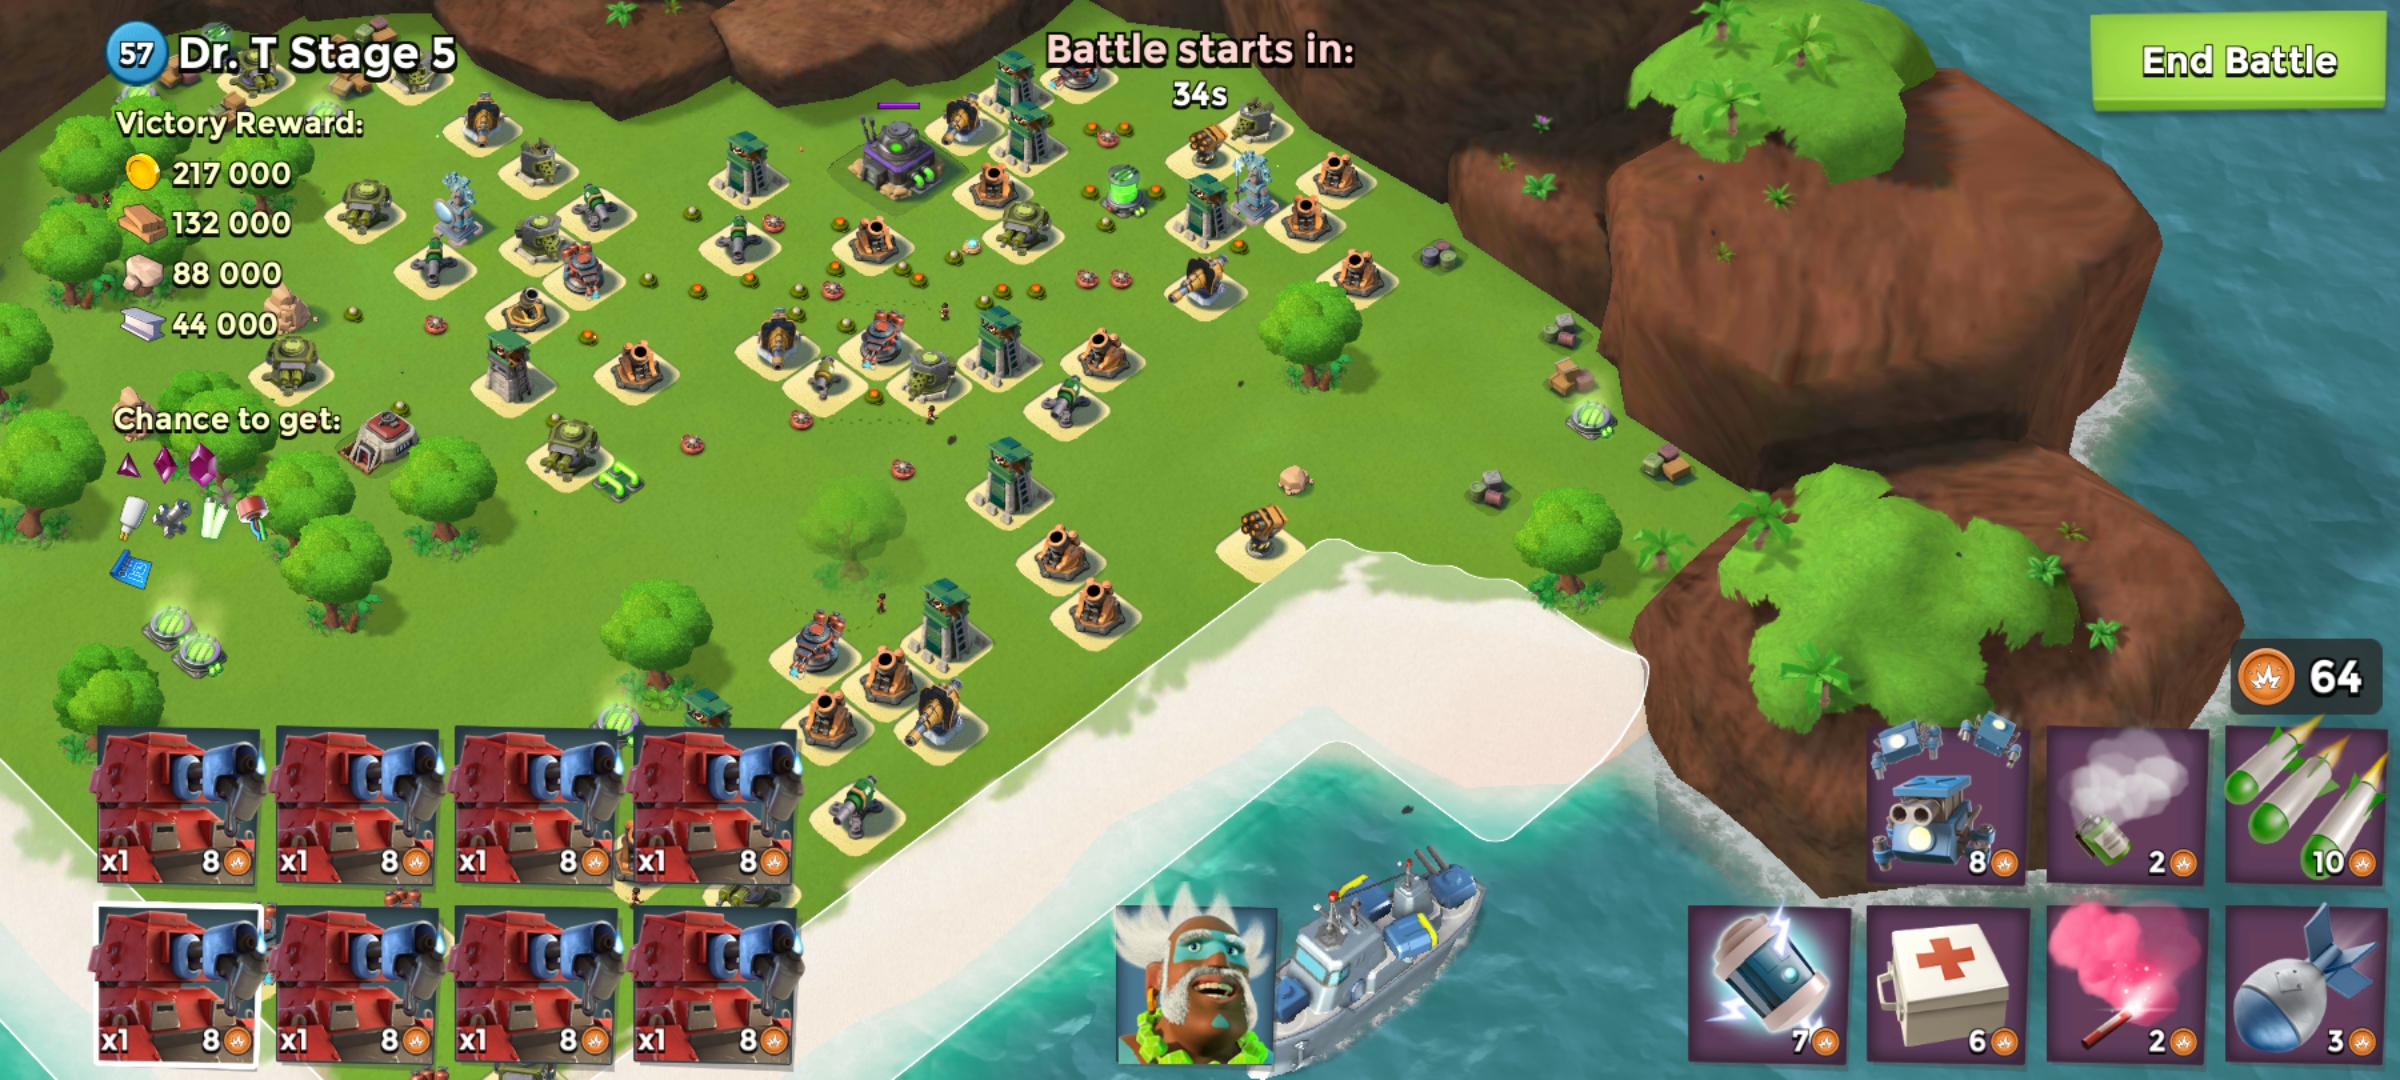 57 Dr. T Stage 5
Battle starts in:
34s
End Battle
Victory Reward:
217 000
132 000
88 000
44 000
Chance to get:
64
x1 8 x1 8 x1 8 x1 8
8 2 10
x1 8 x1 8 x1 8 x1 8
7 6 2 3